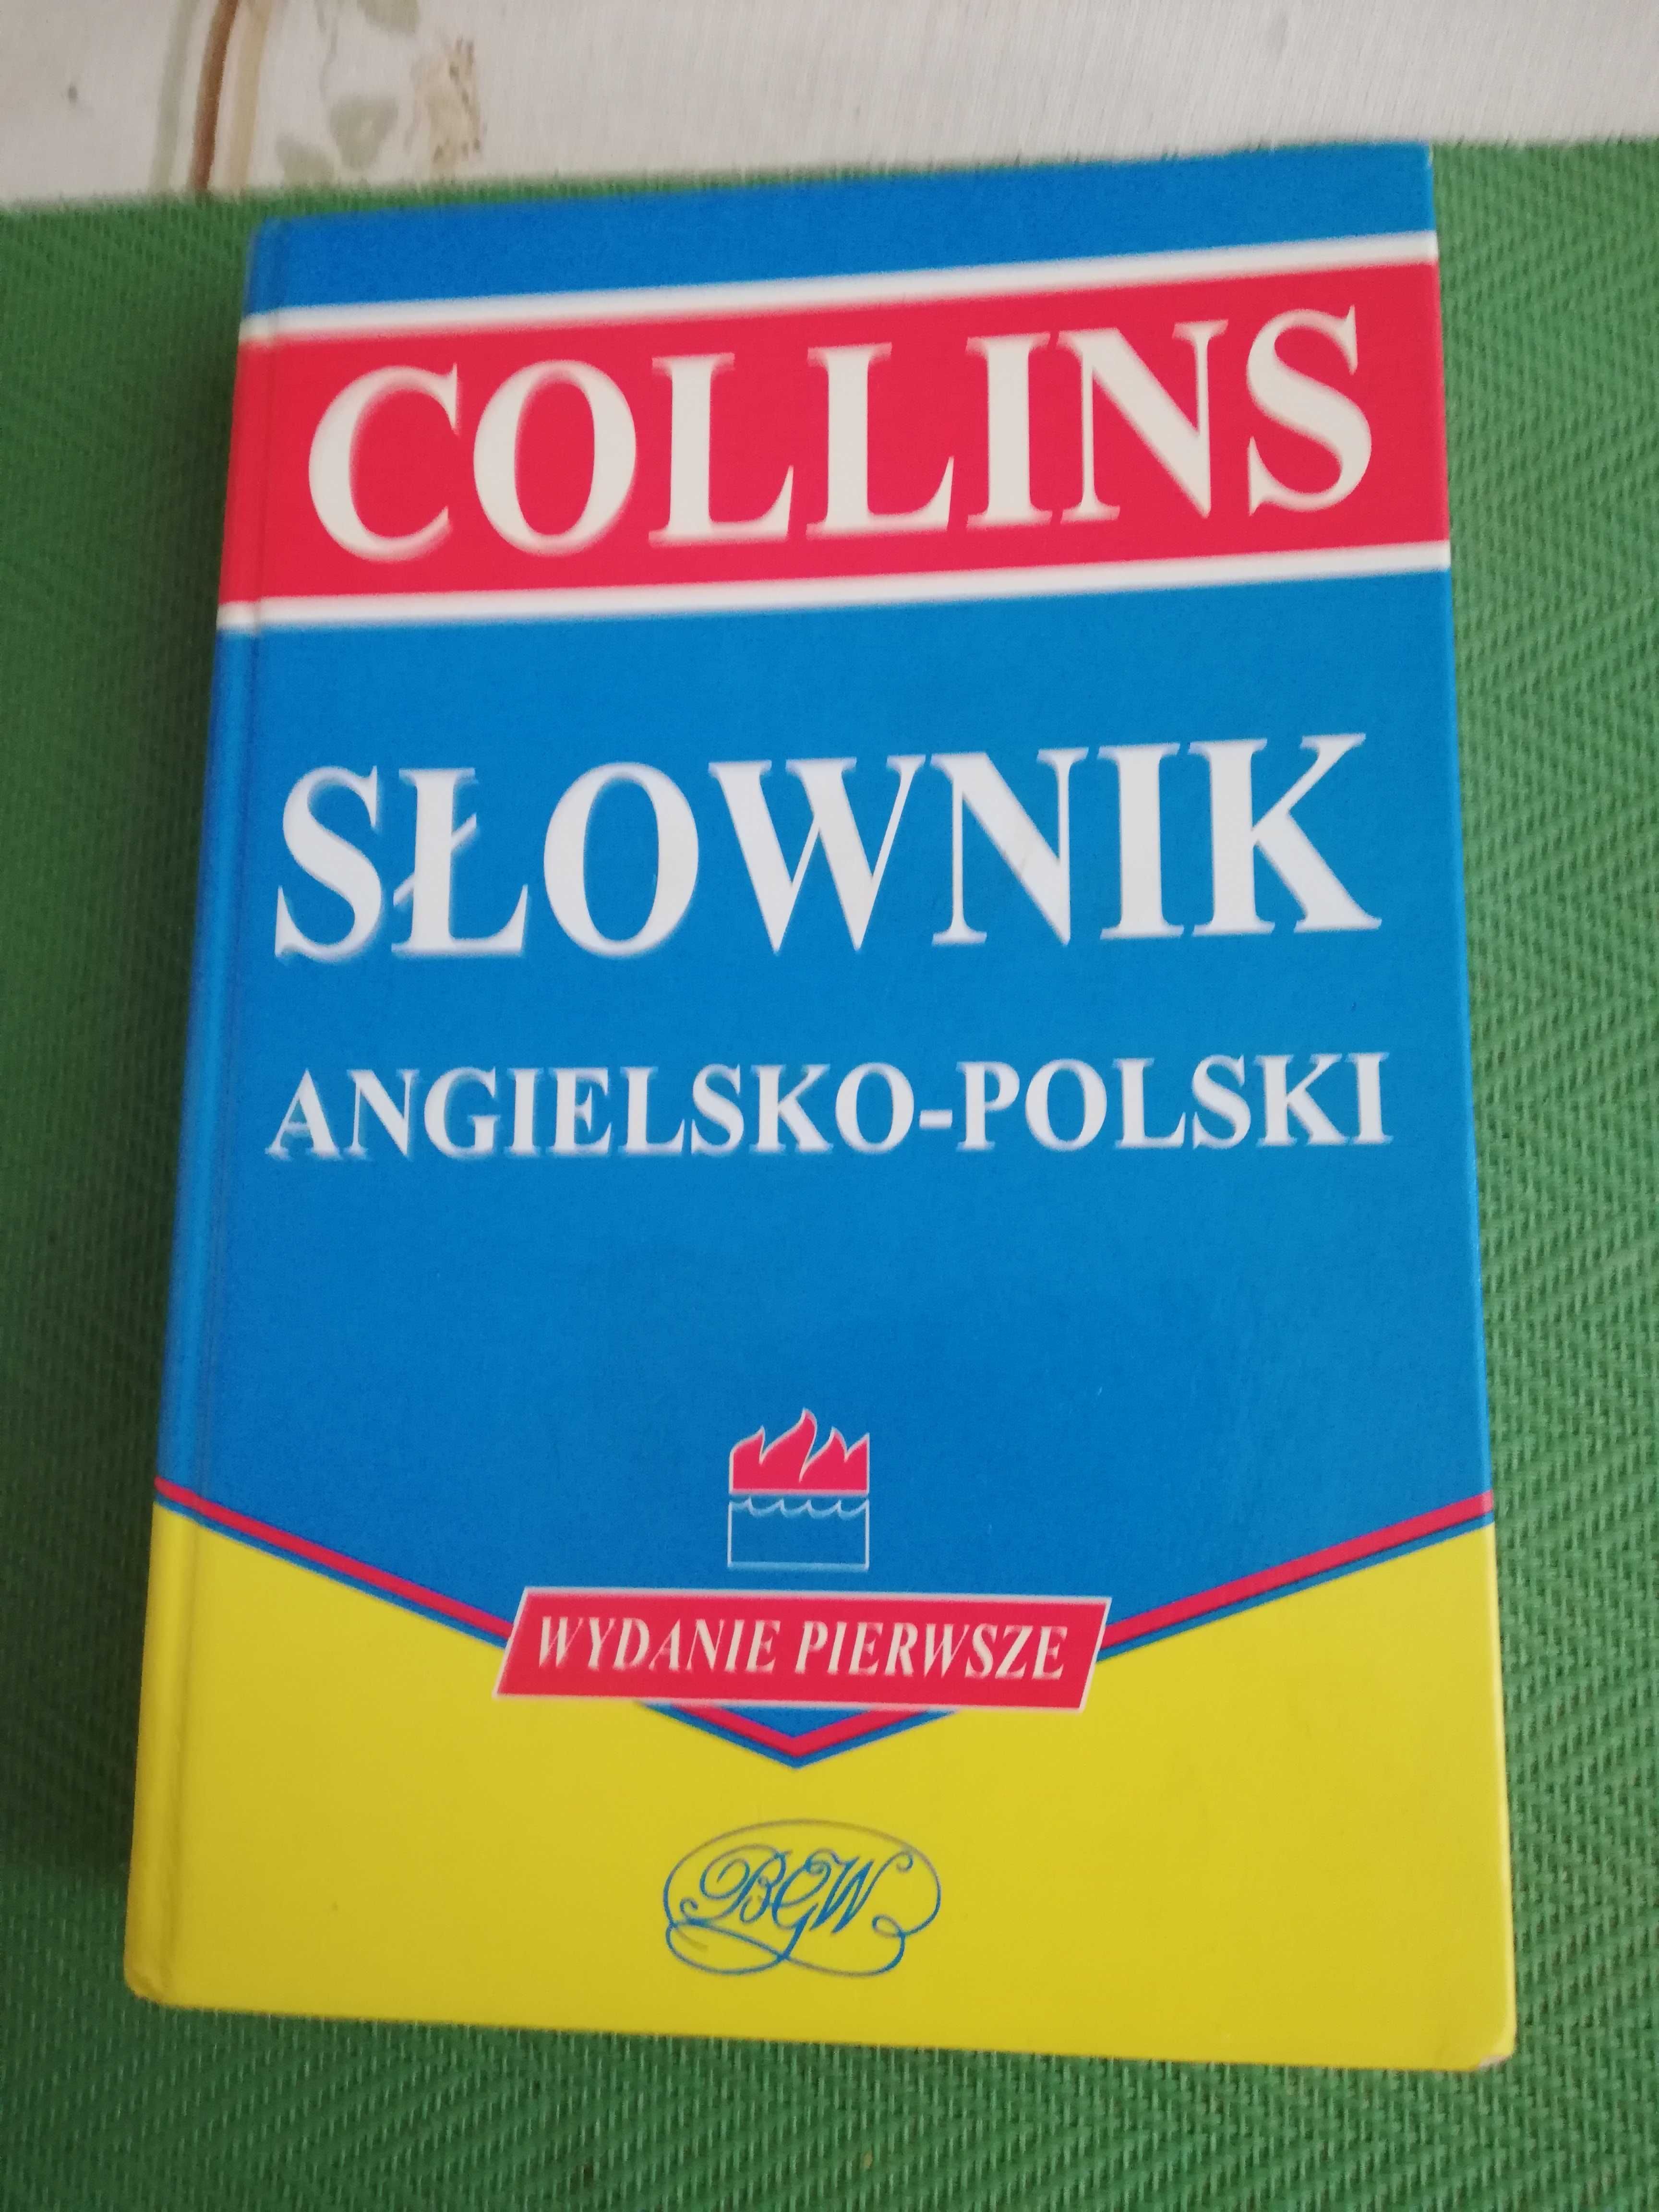 COLLINS
SŁOWNIK
ANGIELSKO-POLSKI
WYDANIE PIERWSZE
BGW